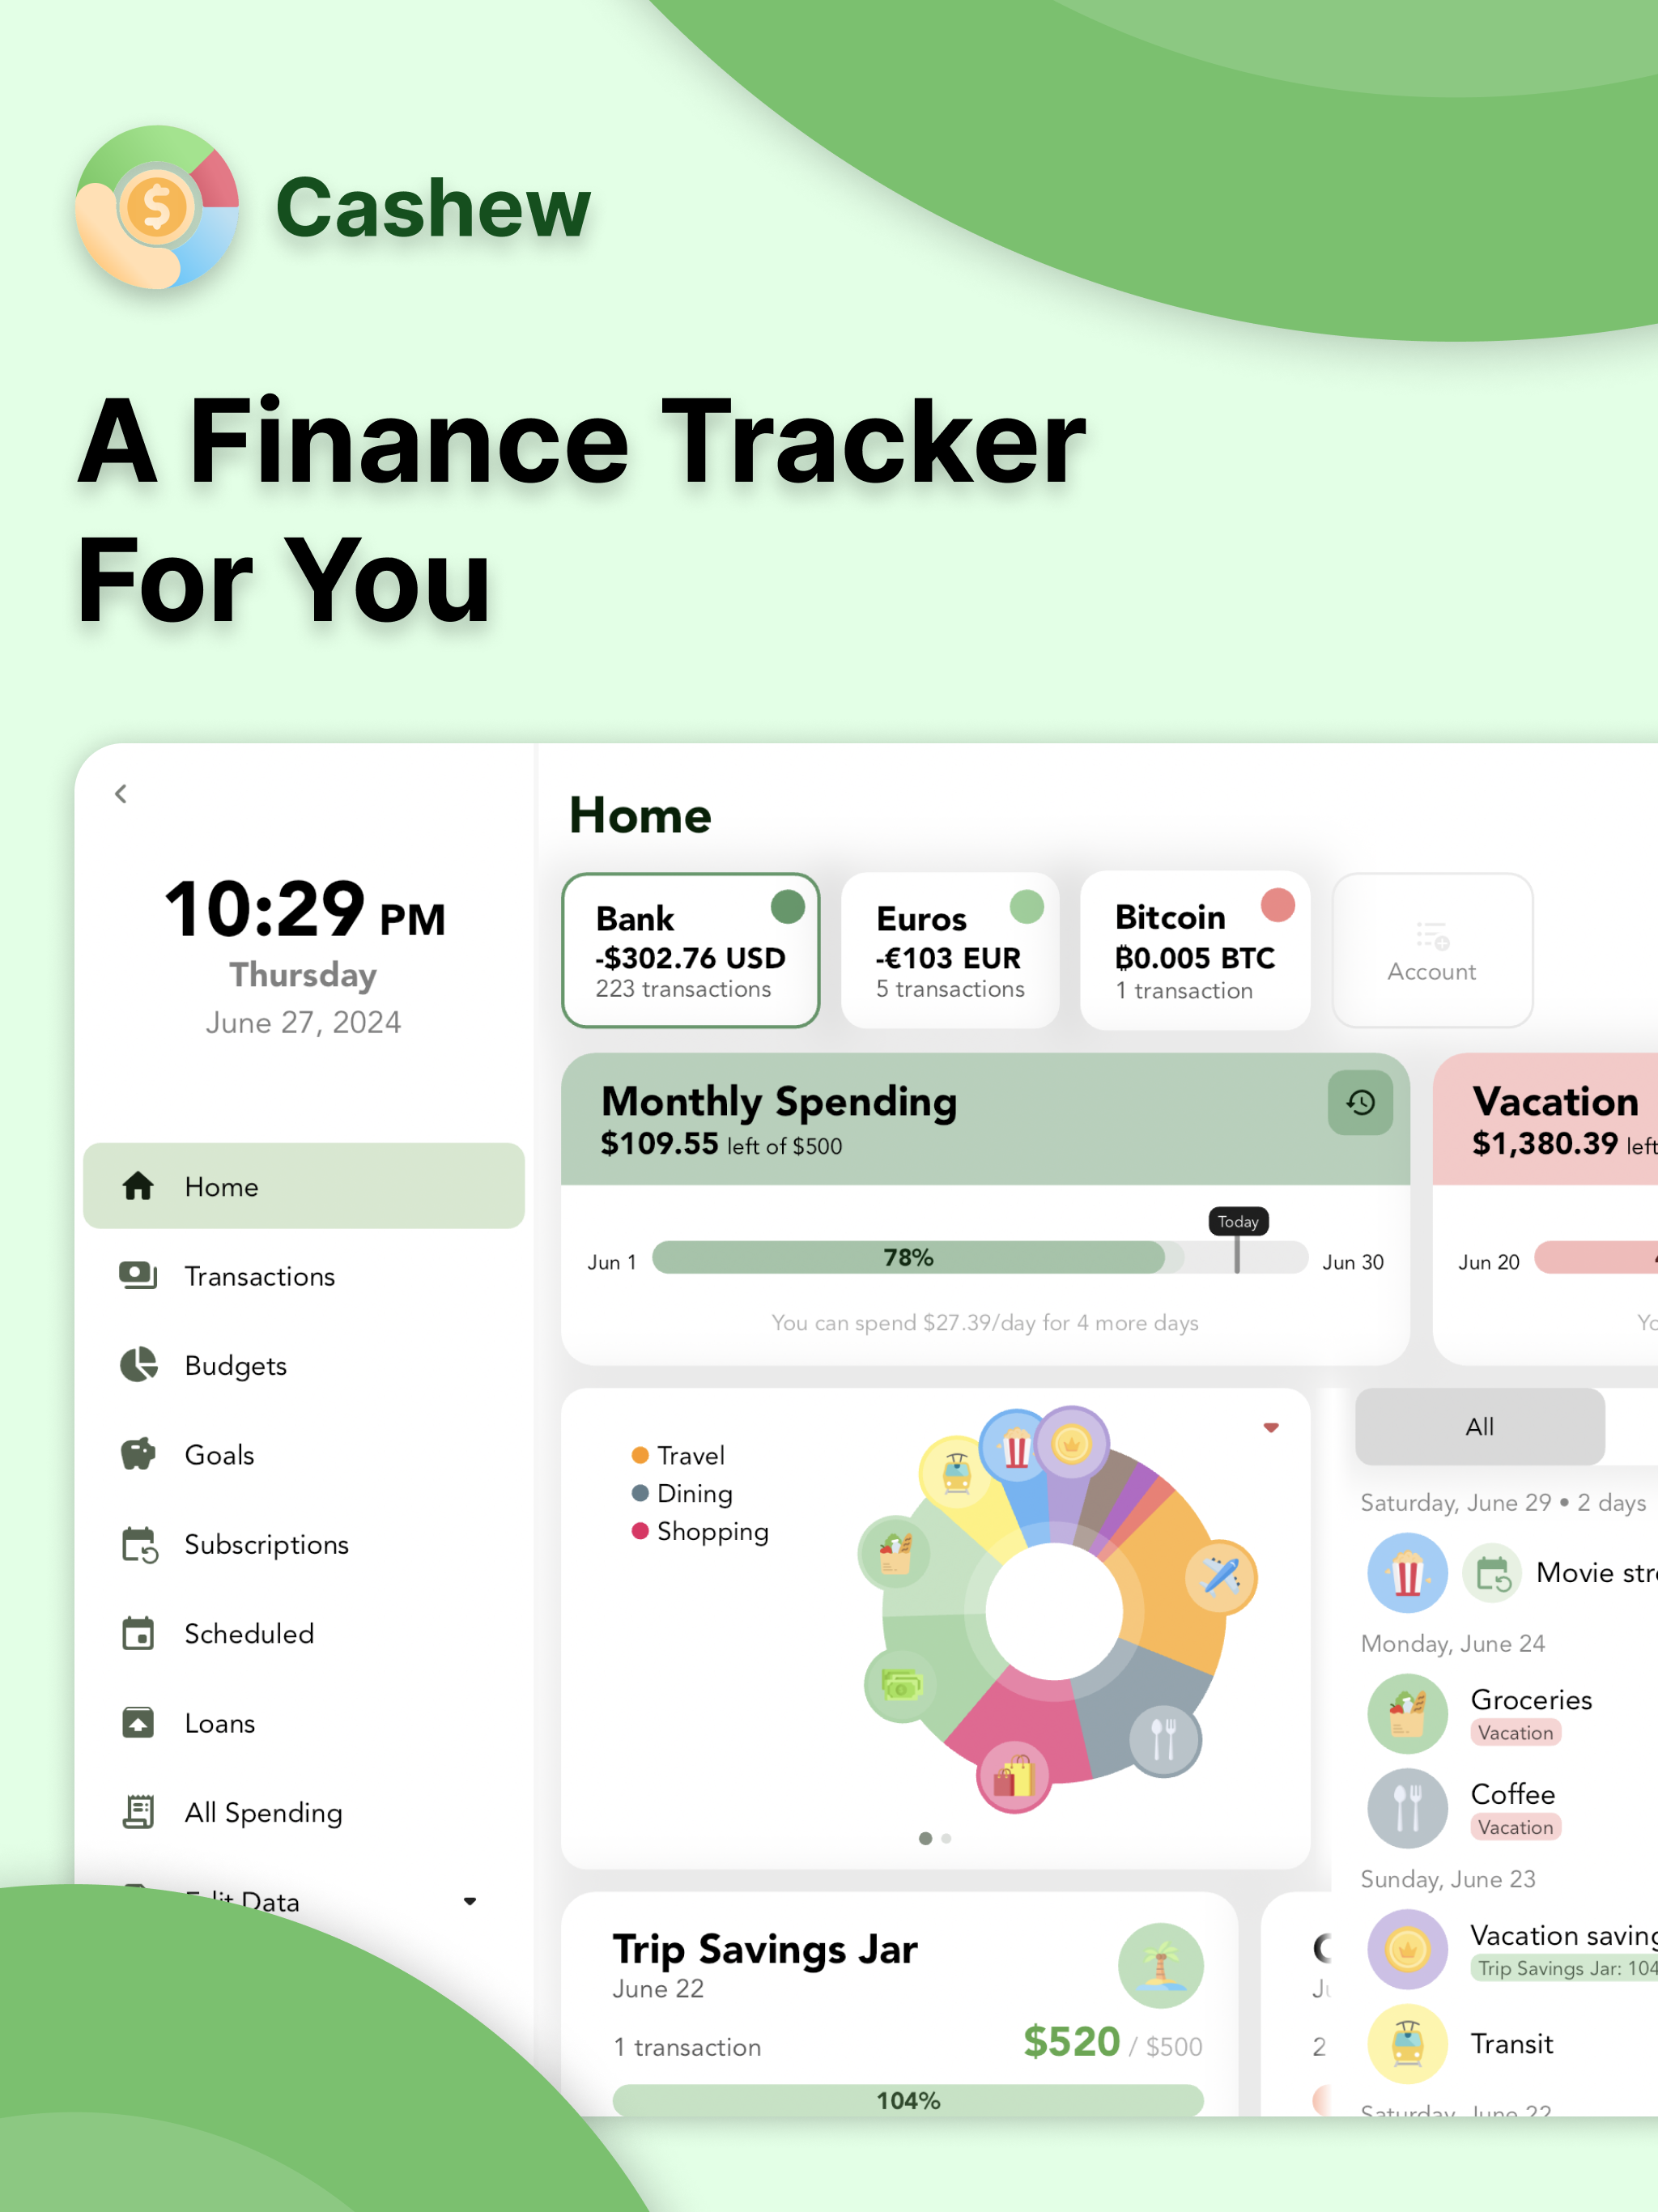 Cashew
A Finance Tracker
For You
10:29 PM
Thursday
June 27, 2024
Home
Transactions
Budgets
Goals
Subscriptions
Scheduled
Loans
All Spending
Edit Data
Home
Bank
-$302.76 USD
223 transactions
Euros
-€103 EUR
5 transactions
Bitcoin
₿0.005 BTC
1 transaction
Account
Monthly Spending
$109.55 left of $500
Today
Jun 1
78%
Jun 30
You can spend $27.39/day for 4 more days
Vacation
$1,380.39 left
Jun 20
Travel
Dining
Shopping
All
Saturday, June 29 • 2 days
Movie
Monday, June 24
Groceries
Vacation
Coffee
Vacation
Sunday, June 23
Vacation
Trip Savings Jar: 104
Transit
Saturday, June 22
Trip Savings Jar
June 22
1 transaction
$520 / $500
104%
2